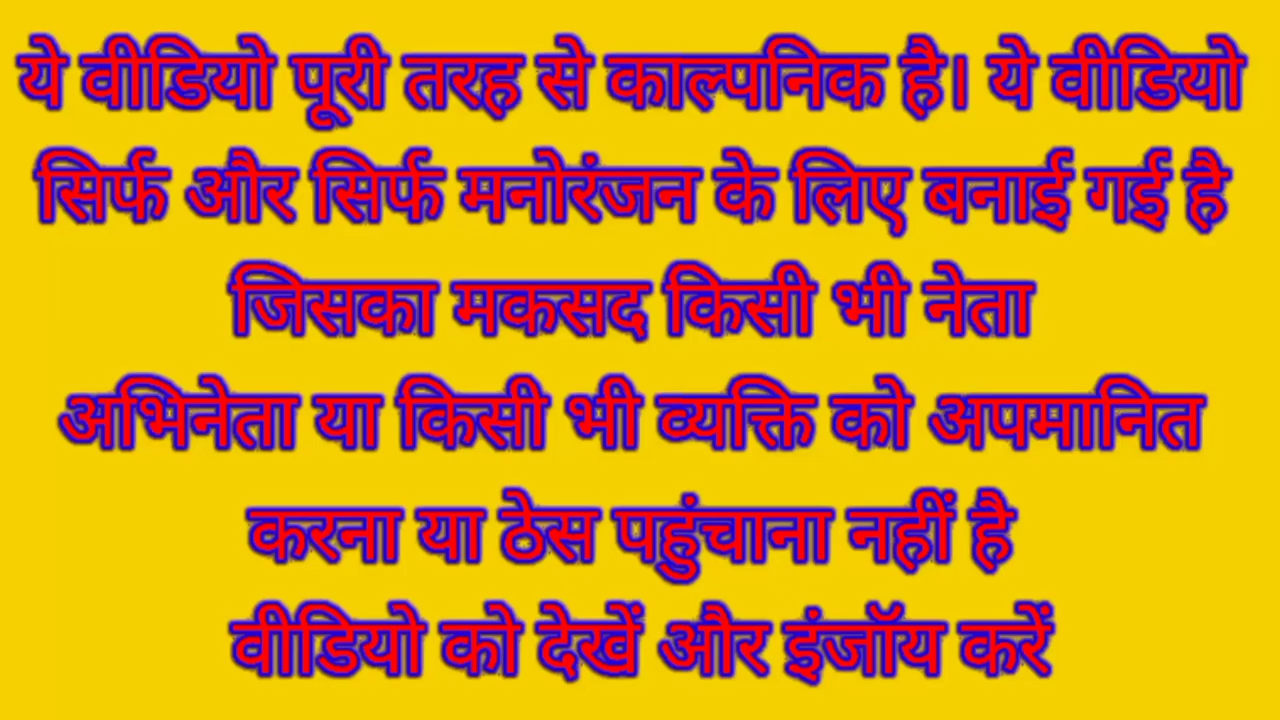 ये वीडियो पूरी तरह से काल्पनिक है। ये वीडियो
सिर्फ और सिर्फ मनोरंजन के लिए बनाई गई है
जिसका मकसद किसी भी नेता
अभिनेता या किसी भी व्यक्ति को अपमानित
करना या ठेस पहुंचाना नहीं है
वीडियो को देखें और इंजॉय करें